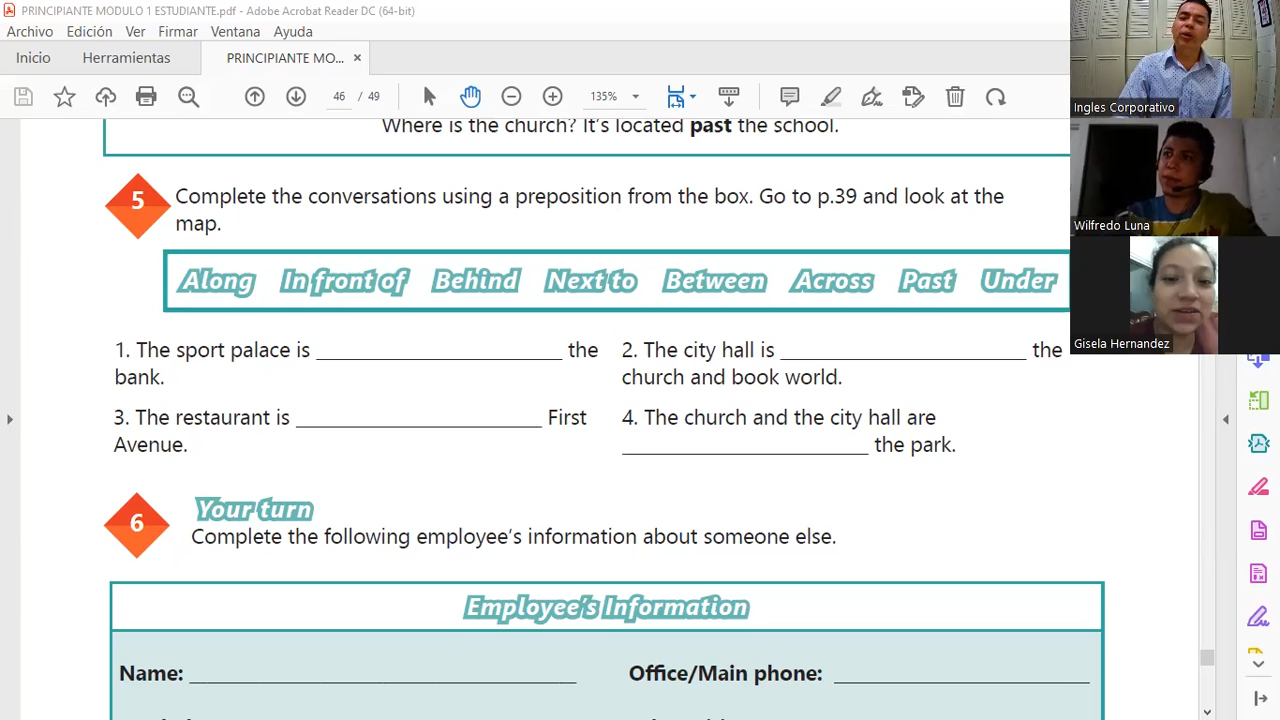 PRINCIPIANTE MODULO 1 ESTUDIANTE.pdf - Adobe Acrobat Reader DC (64-bit)
Archivo Edición Ver Firmar Ventana Ayuda
Inicio Herramientas PRINCIPIANTE MO... ×
46 / 49 135%
Where is the church? It's located past the school.
5 Complete the conversations using a preposition from the box. Go to p.39 and look at the
map.
Along In front of Behind Next to Between Across Past Under
1. The sport palace is ______________________ the
bank.
2. The city hall is ______________________ the
church and book world.
3. The restaurant is ______________________ First
Avenue.
4. The church and the city hall are
______________________ the park.
6 Your turn
Complete the following employee's information about someone else.
Employee's Information
Name: ______________________ Office/Main phone: ______________________
Ingles Corporativo
Wilfredo Luna
Gisela Hernandez